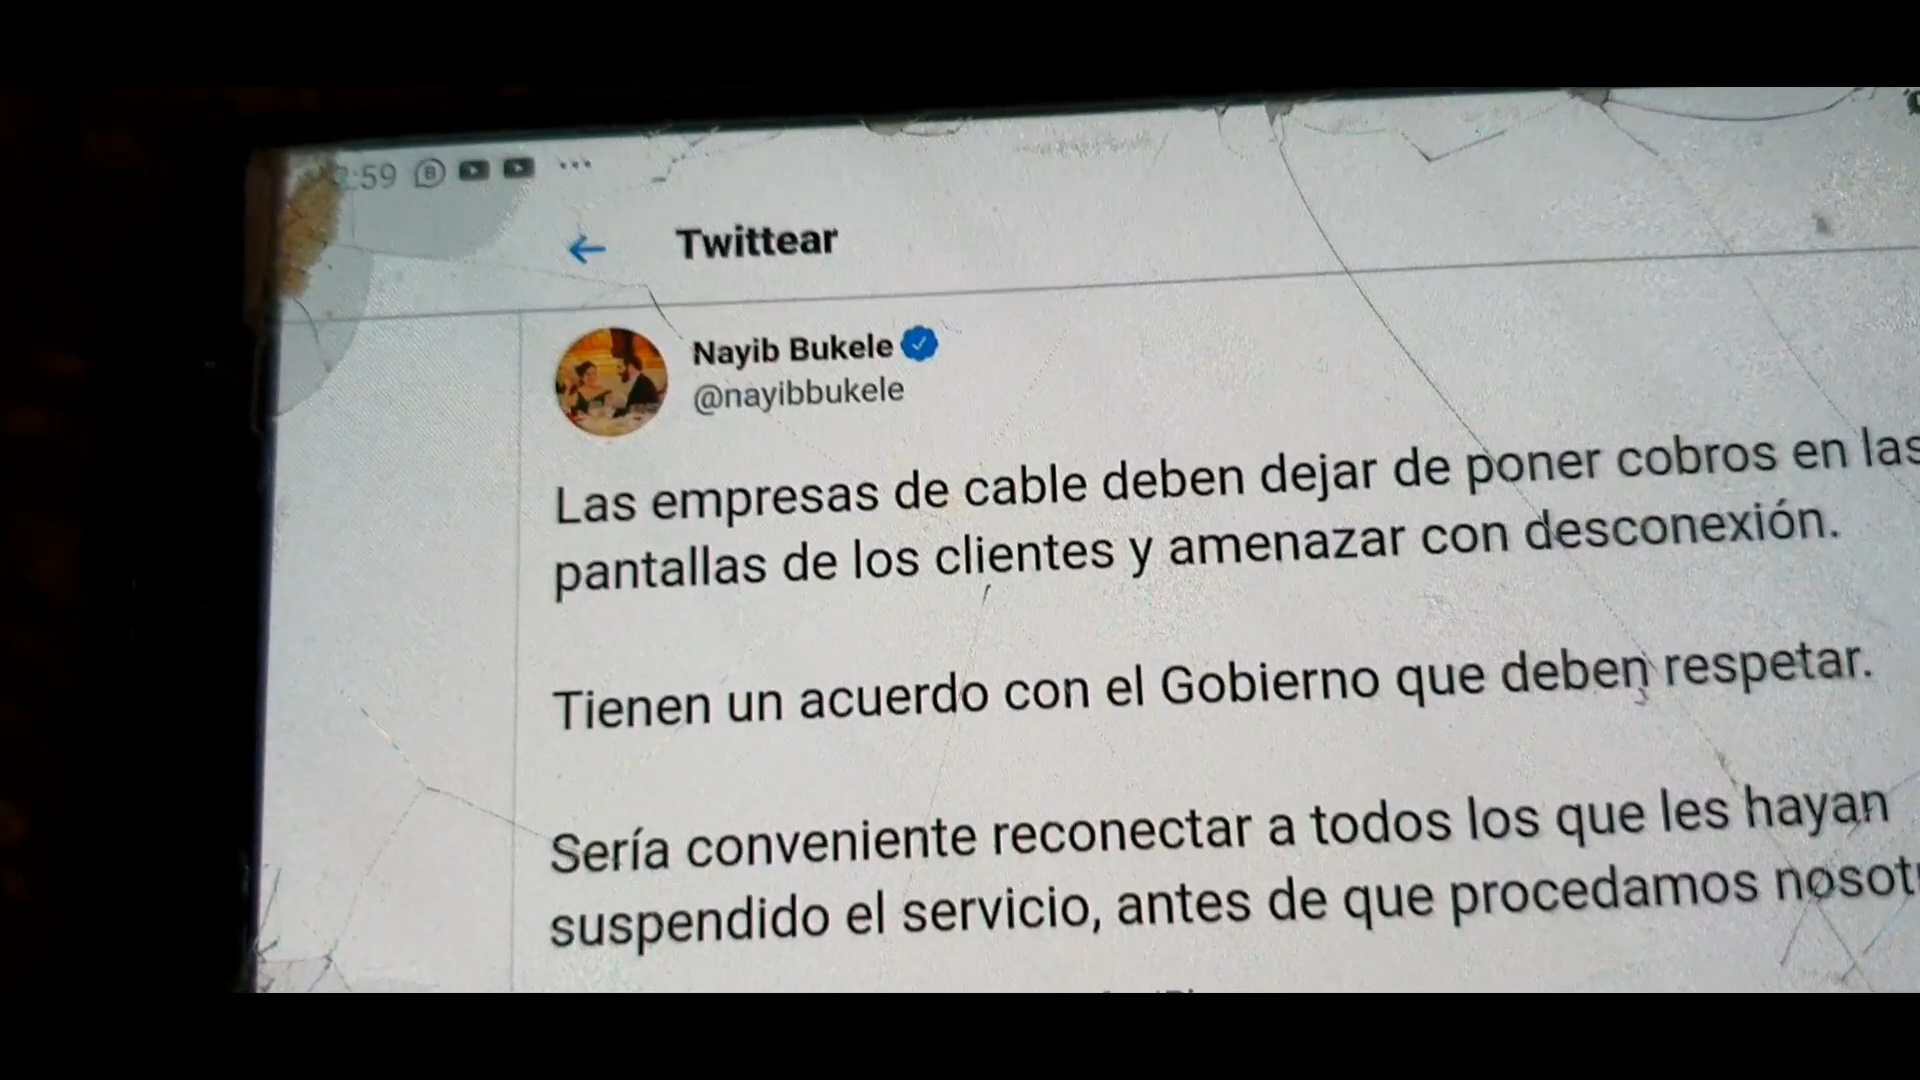 :59
Twittear
Nayib Bukele
@nayibbukele
Las empresas de cable deben dejar de poner cobros en las
pantallas de los clientes y amenazar con desconexión.
Tienen un acuerdo con el Gobierno que deben respetar.
Sería conveniente reconectar a todos los que les hayan
suspendido el servicio, antes de que procedamos nosotr